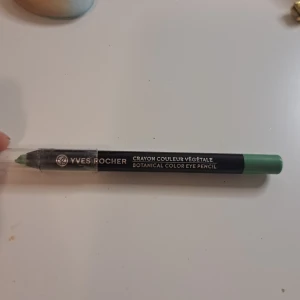 YVES ROCHER
CRAYON COULEUR VÉGÉTALE
BOTANICAL COLOR EYE PENCIL